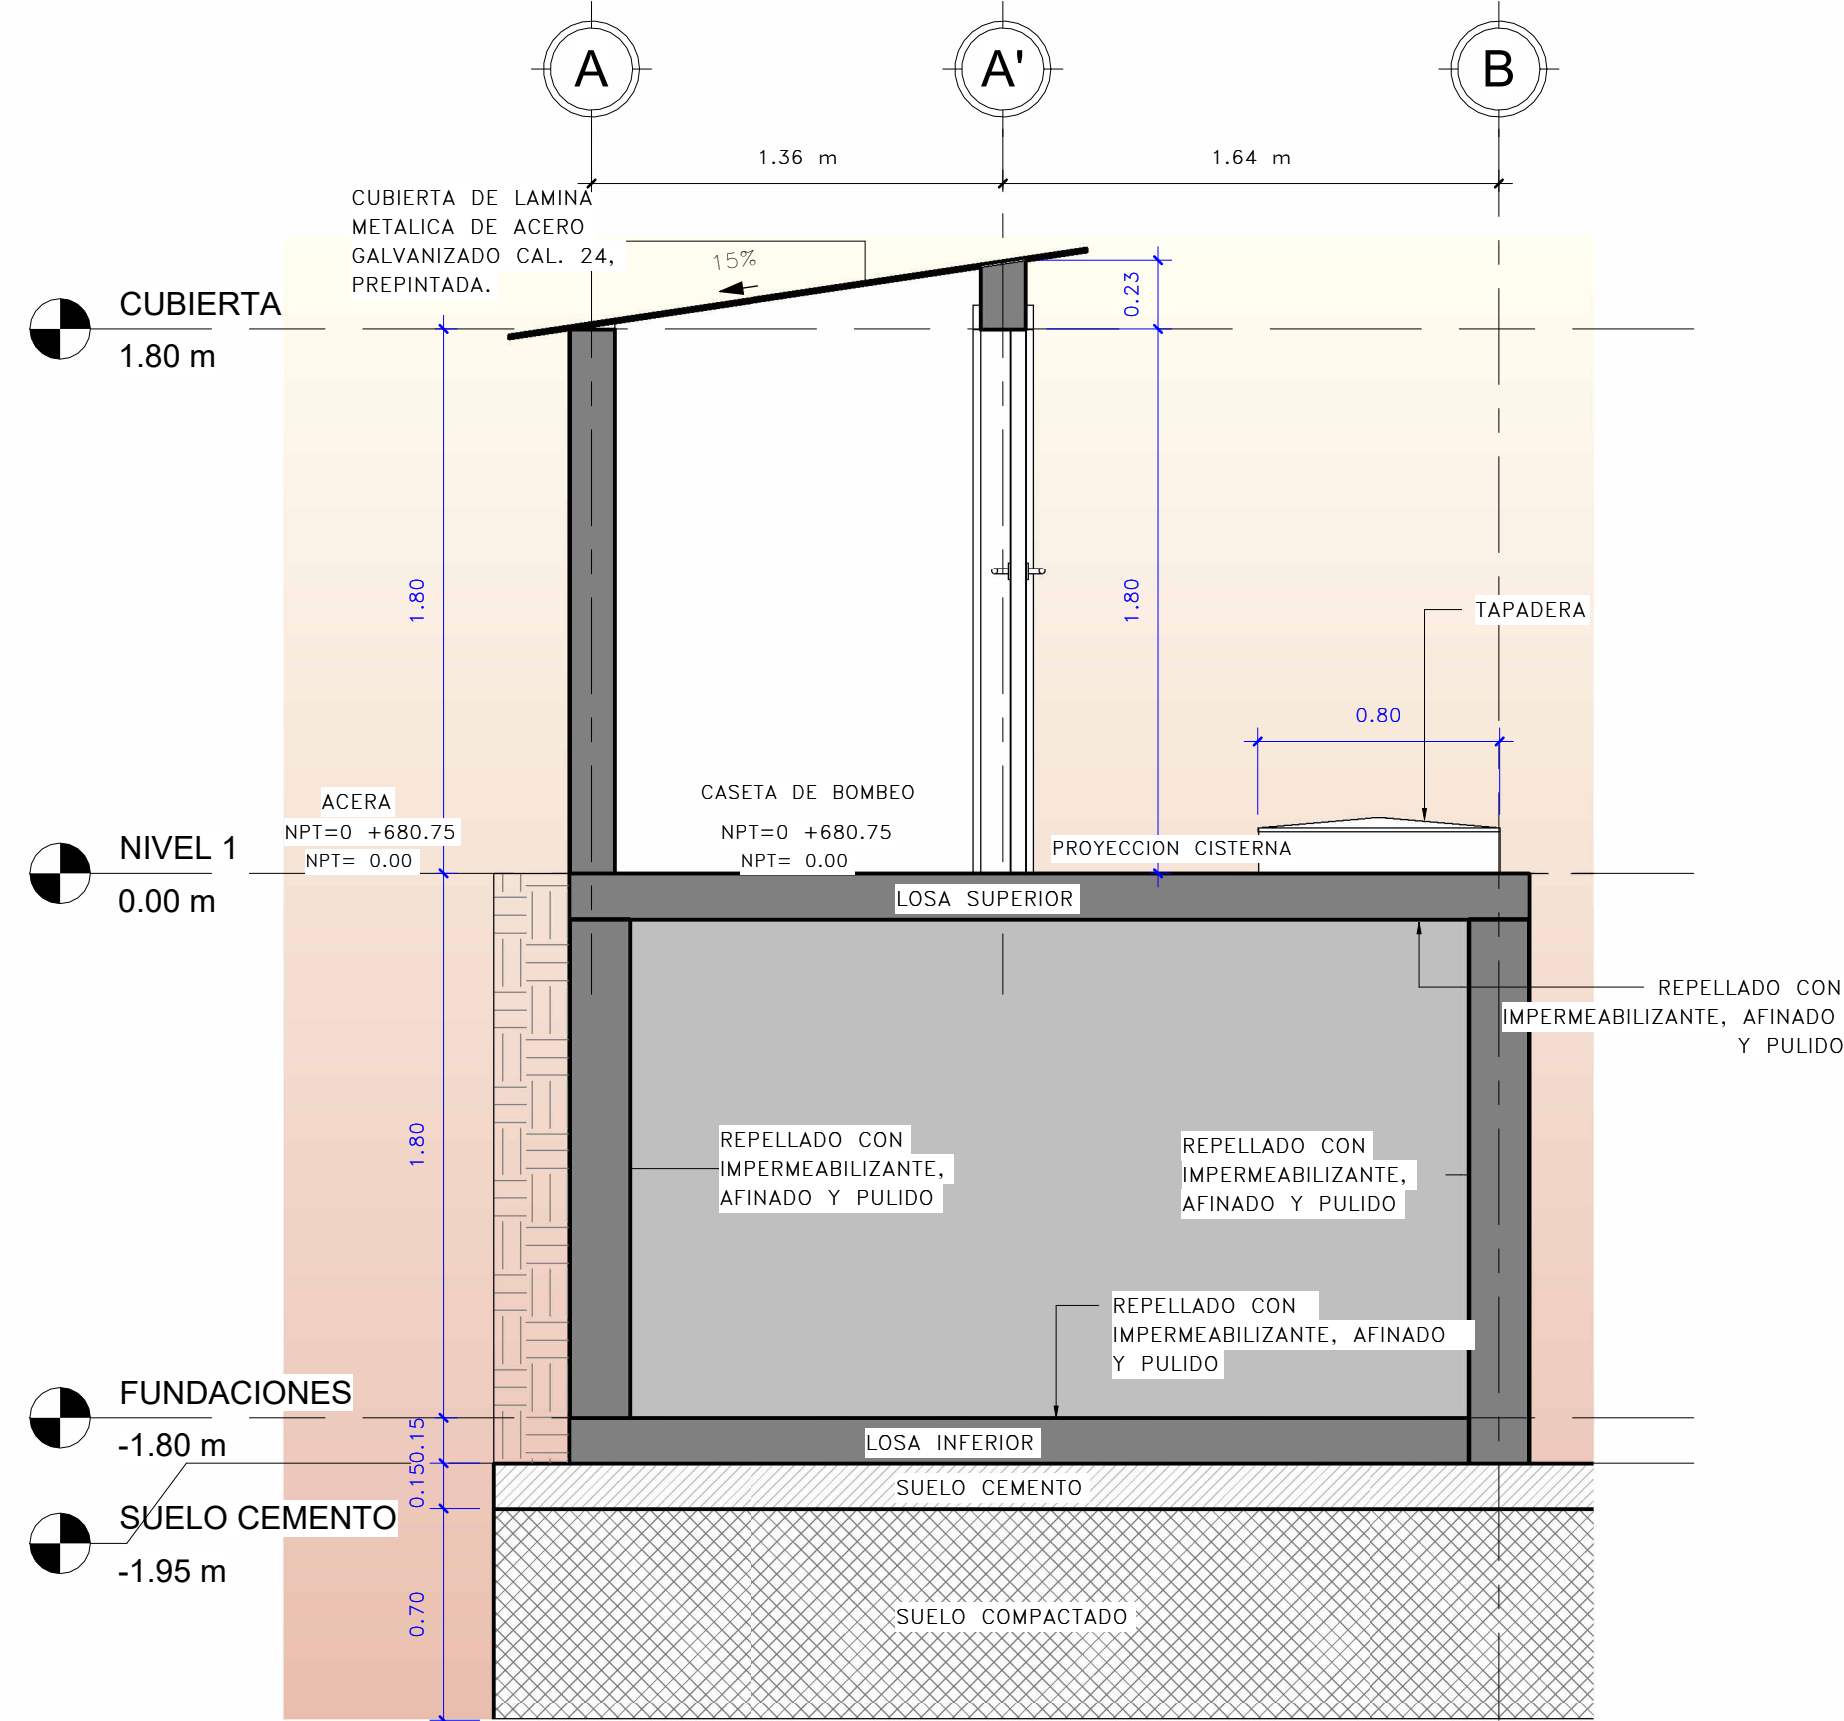 A
A'
B
1.36 m
1.64 m
CUBIERTA DE LAMINA
METALICA DE ACERO
GALVANIZADO CAL. 24,
PREPINTADA.
15%
0.23
CUBIERTA
1.80 m
1.80
1.80
TAPADERA
0.80
ACERA
NPT=0 +680.75
NPT= 0.00
CASETA DE BOMBEO
NPT=0 +680.75
NPT= 0.00
PROYECCION CISTERNA
NIVEL 1
0.00 m
LOSA SUPERIOR
REPELLADO CON
IMPERMEABILIZANTE, AFINADO
Y PULIDO
1.80
REPELLADO CON
IMPERMEABILIZANTE,
AFINADO Y PULIDO
REPELLADO CON
IMPERMEABILIZANTE,
AFINADO Y PULIDO
REPELLADO CON
IMPERMEABILIZANTE, AFINADO
Y PULIDO
FUNDACIONES
-1.80 m
0.15
LOSA INFERIOR
0.15
SUELO CEMENTO
SUELO CEMENTO
-1.95 m
0.70
SUELO COMPACTADO